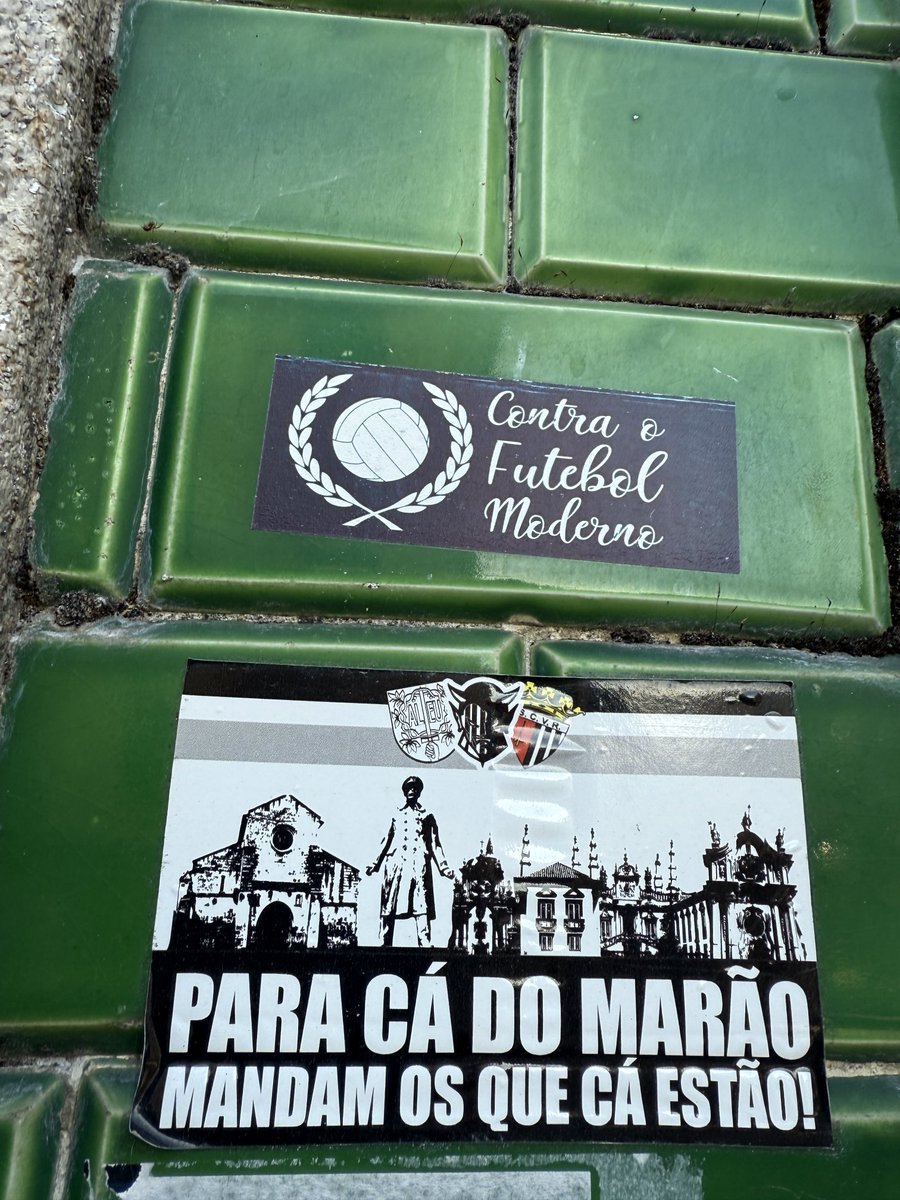 Contra o
Futebol
Moderno
S.C.V.R.
PARA CÁ DO MARÃO
MANDAM OS QUE CÁ ESTÃO!